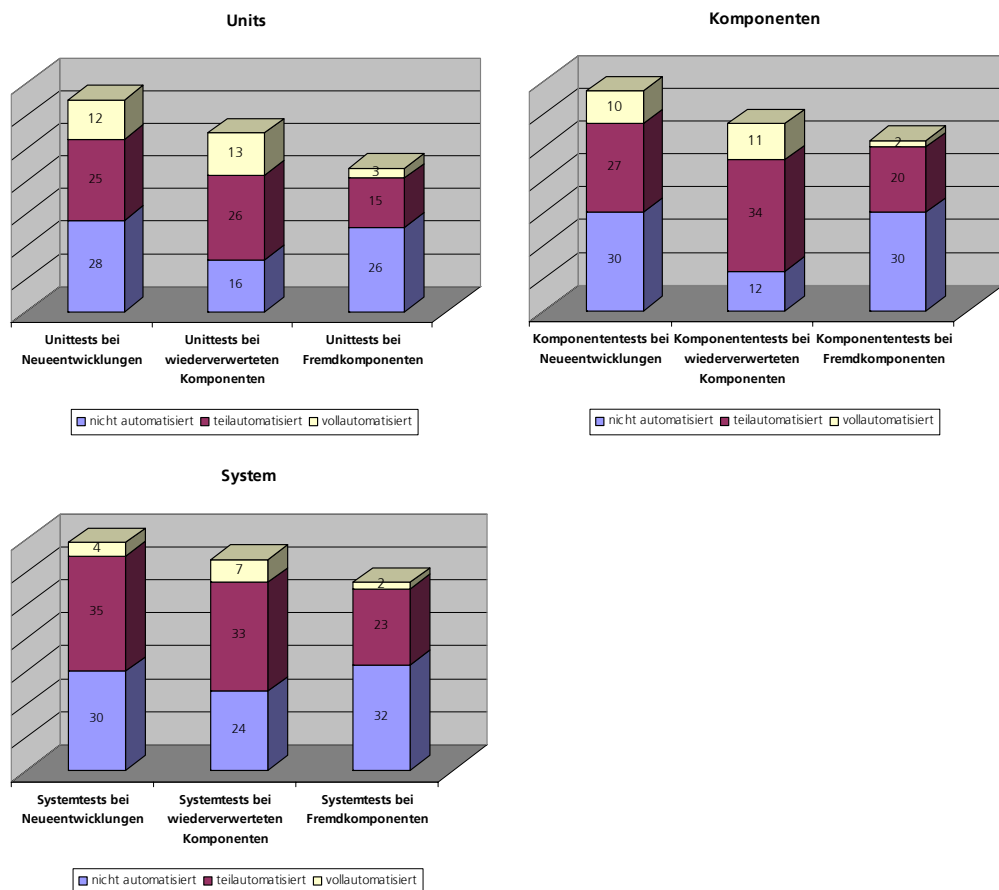 Units
12
13
3
25
26
15
28
16
26
Unittests bei
Neueentwicklungen
Unittests bei
wiederverwerteten
Komponenten
Unittests bei
Fremdkomponenten
nicht automatisiert teilautomatisiert vollautomatisiert
Komponenten
10
11
2
27
34
20
30
12
30
Komponententests bei
Neueentwicklungen
Komponententests bei
wiederverwerteten
Komponenten
Komponententests bei
Fremdkomponenten
nicht automatisiert teilautomatisiert vollautomatisiert
System
4
7
2
35
33
23
30
24
32
Systemtests bei
Neueentwicklungen
Systemtests bei
wiederverwerteten
Komponenten
Systemtests bei
Fremdkomponenten
nicht automatisiert teilautomatisiert vollautomatisiert